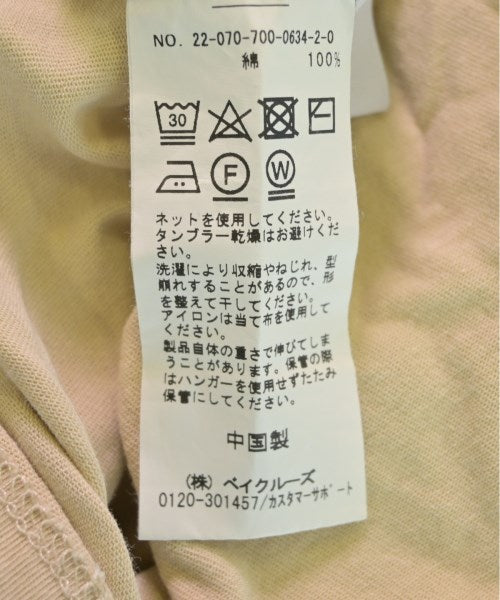 NO. 22-070-700-0634-2-0
綿 100%
30
F W
ネットを使用してください。
タンブラー乾燥はお避けくだ
さい。
洗濯により収縮やねじれ、型
崩れすることがあるので、形
を整えて干してください。
アイロンは当て布を使用して
ください。
製品自体の重さで伸びてしま
うことがあります。保管の際
はハンガーを使用せずたたみ
保管にしてください。
中国製
(株) ベイクルーズ
0120-301457/カスタマーサポート